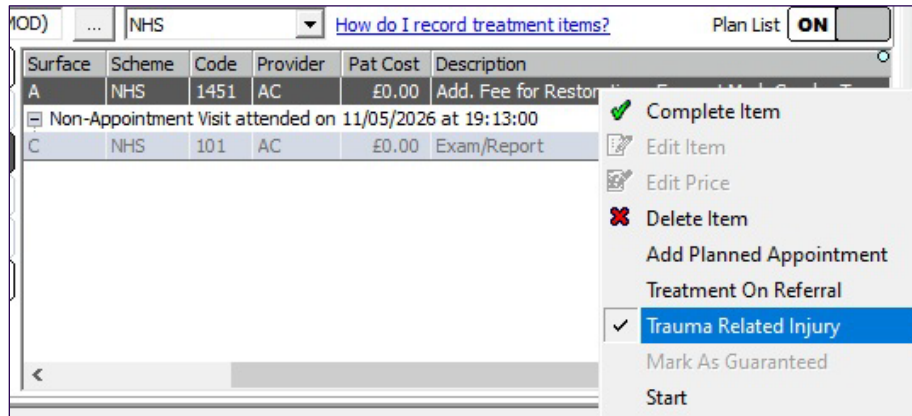 MOD) ... NHS How do I record treatment items? Plan List ON
Surface Scheme Code Provider Pat Cost Description
A NHS 1451 AC £0.00 Add. Fee for
Non-Appointment Visit attended on 11/05/2026 at 19:13:00
C NHS 101 AC £0.00 Exam/Report
Complete Item
Edit Item
Edit Price
Delete Item
Add Planned Appointment
Treatment On Referral
Trauma Related Injury
Mark As Guaranteed
Start